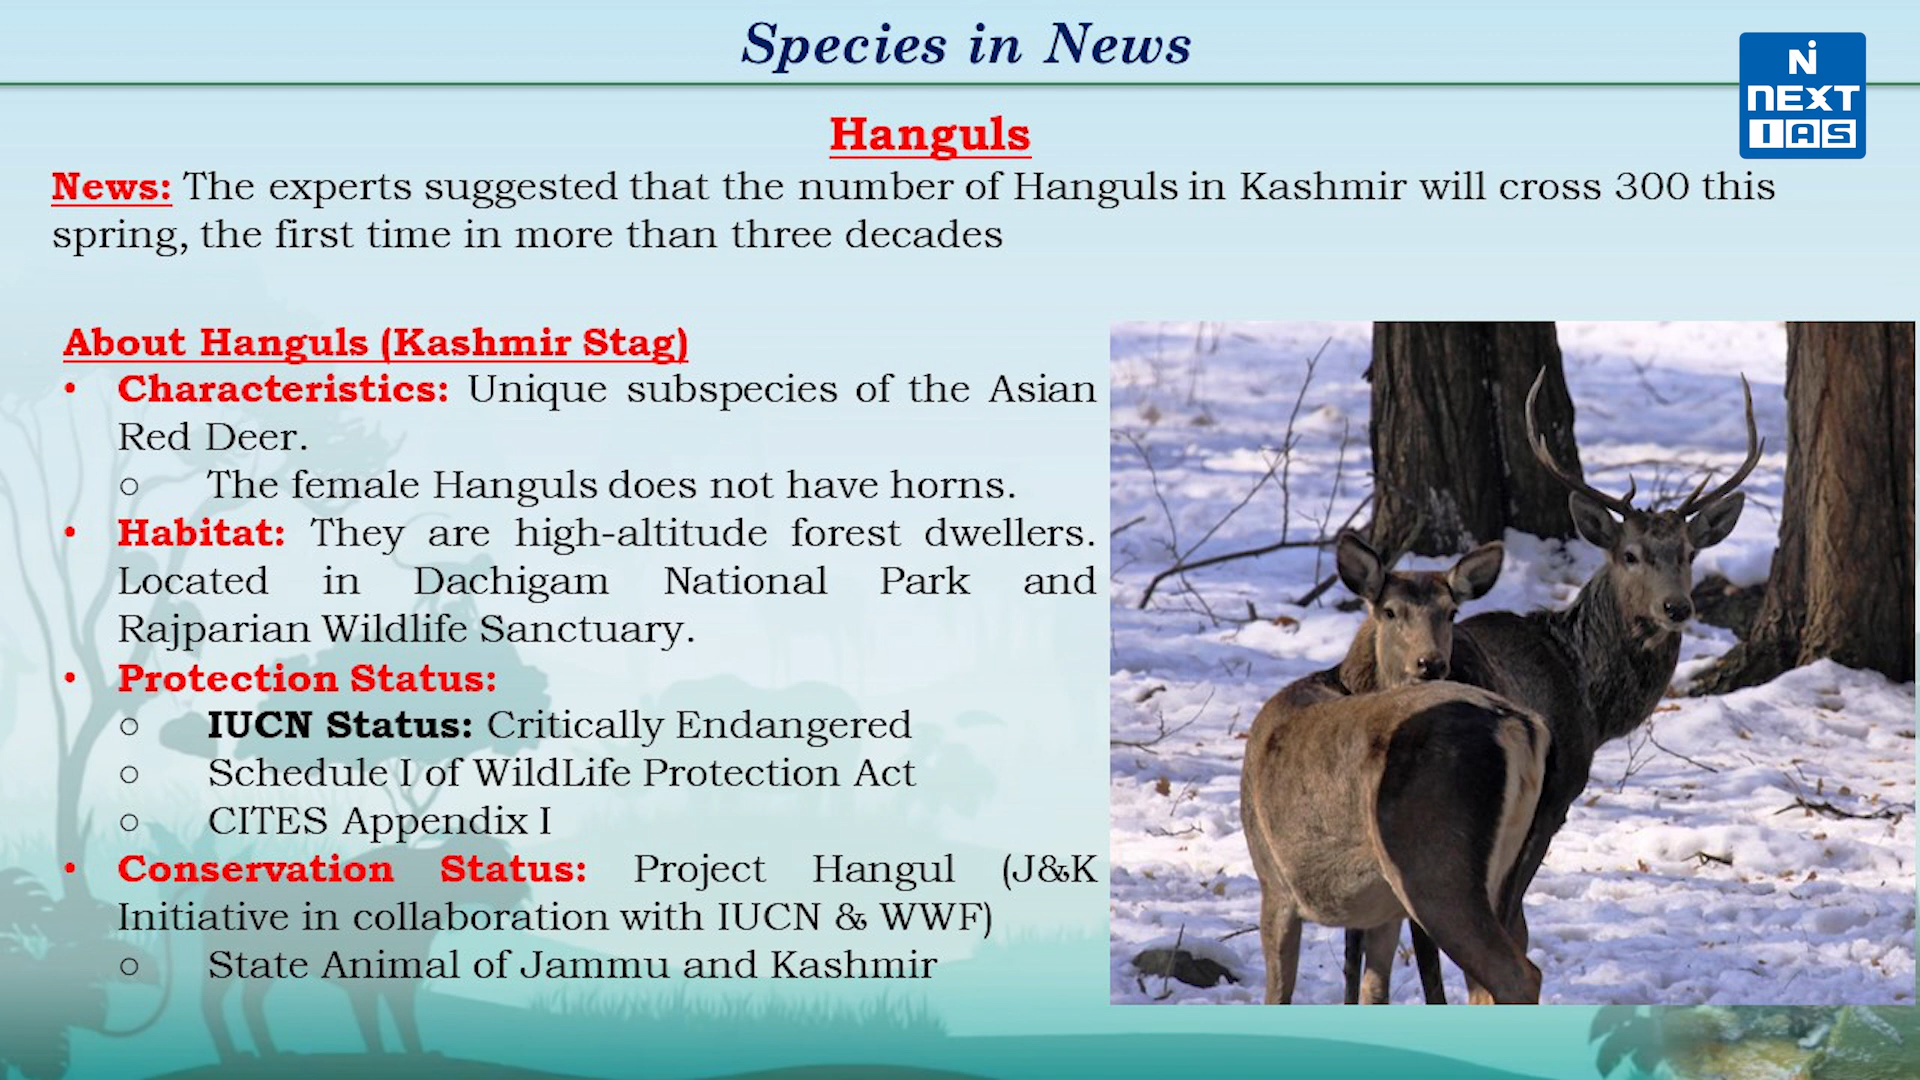 Species in News
NEXT
IAS
Hanguls
News: The experts suggested that the number of Hanguls in Kashmir will cross 300 this
spring, the first time in more than three decades
About Hanguls (Kashmir Stag)
• Characteristics: Unique subspecies of the Asian
Red Deer.
○ The female Hanguls does not have horns.
• Habitat: They are high-altitude forest dwellers.
Located in Dachigam National Park and
Rajparian Wildlife Sanctuary.
• Protection Status:
○ IUCN Status: Critically Endangered
○ Schedule I of WildLife Protection Act
○ CITES Appendix I
• Conservation Status: Project Hangul (J&K
Initiative in collaboration with IUCN & WWF)
○ State Animal of Jammu and Kashmir